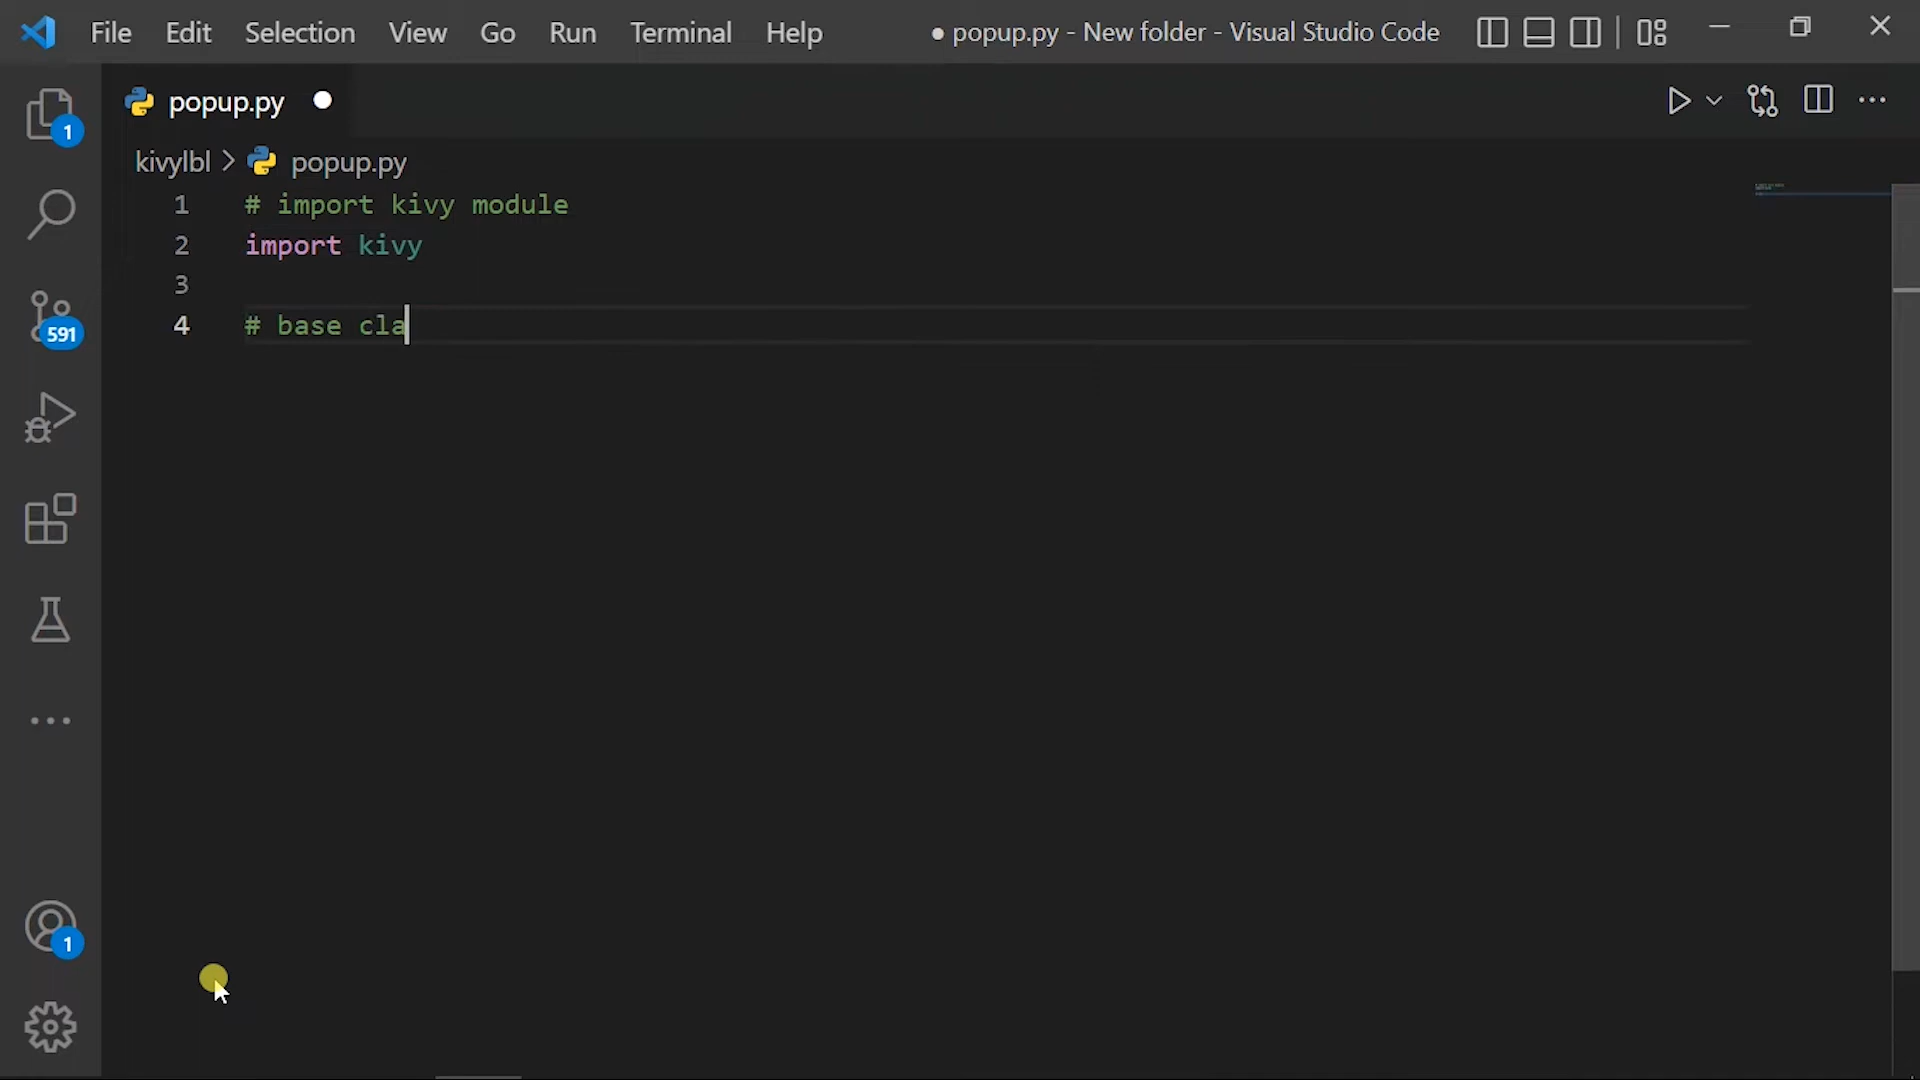 File Edit Selection View Go Run Terminal Help ● popup.py - New folder - Visual Studio Code
popup.py
kivylbl > popup.py
1 # import kivy module
2 import kivy
3
4 # base cla
1
591
1